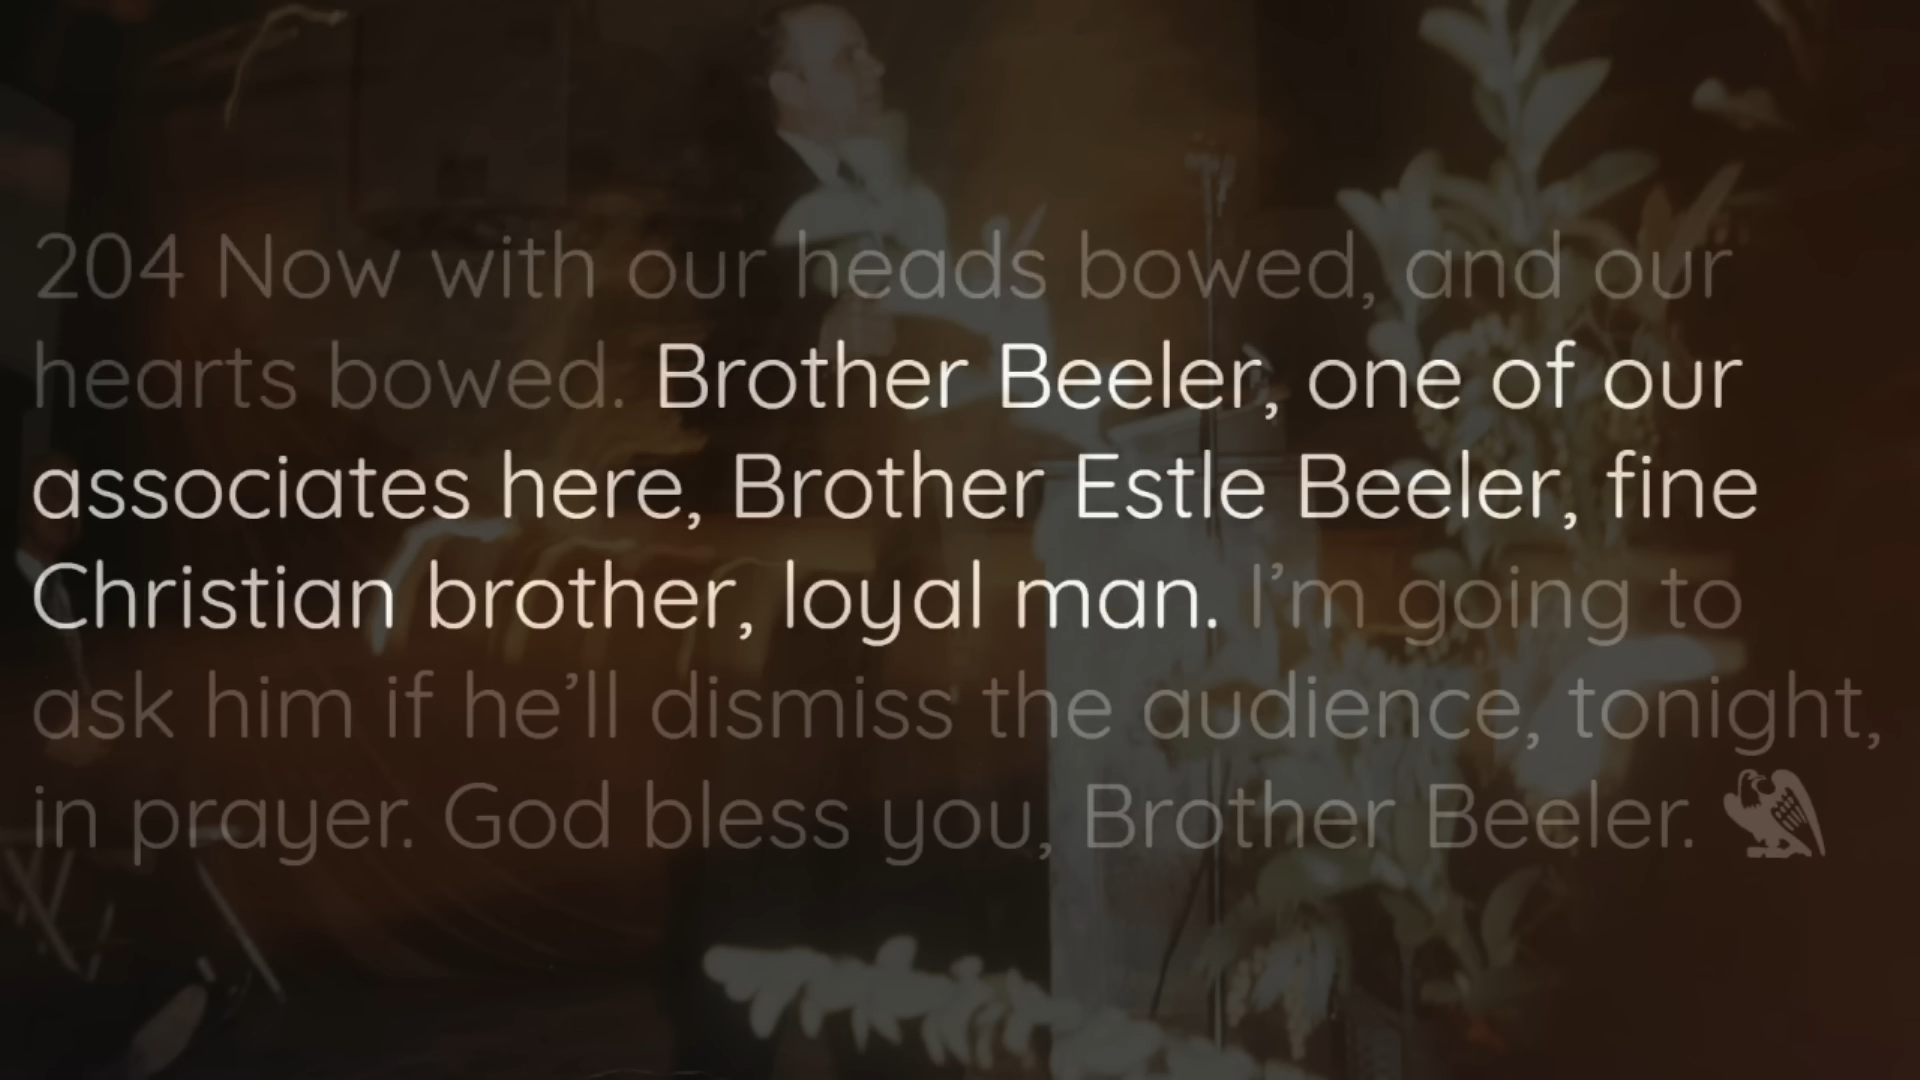 204 Now with our heads bowed, and our
hearts bowed. Brother Beeler, one of our
associates here, Brother Estle Beeler, fine
Christian brother, loyal man. I’m going to
ask him if he’ll dismiss the audience, tonight,
in prayer. God bless you, Brother Beeler.